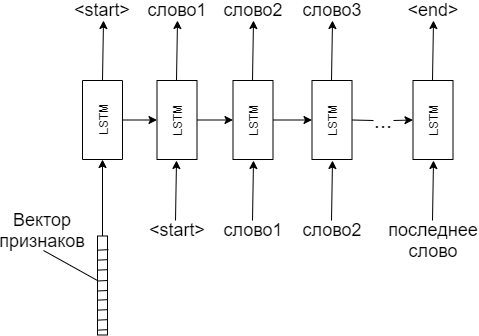 <start> слово1 слово2 слово3 <end>
LSTM LSTM LSTM LSTM ... LSTM
Вектор
признаков
<start> слово1 слово2 последнее
слово